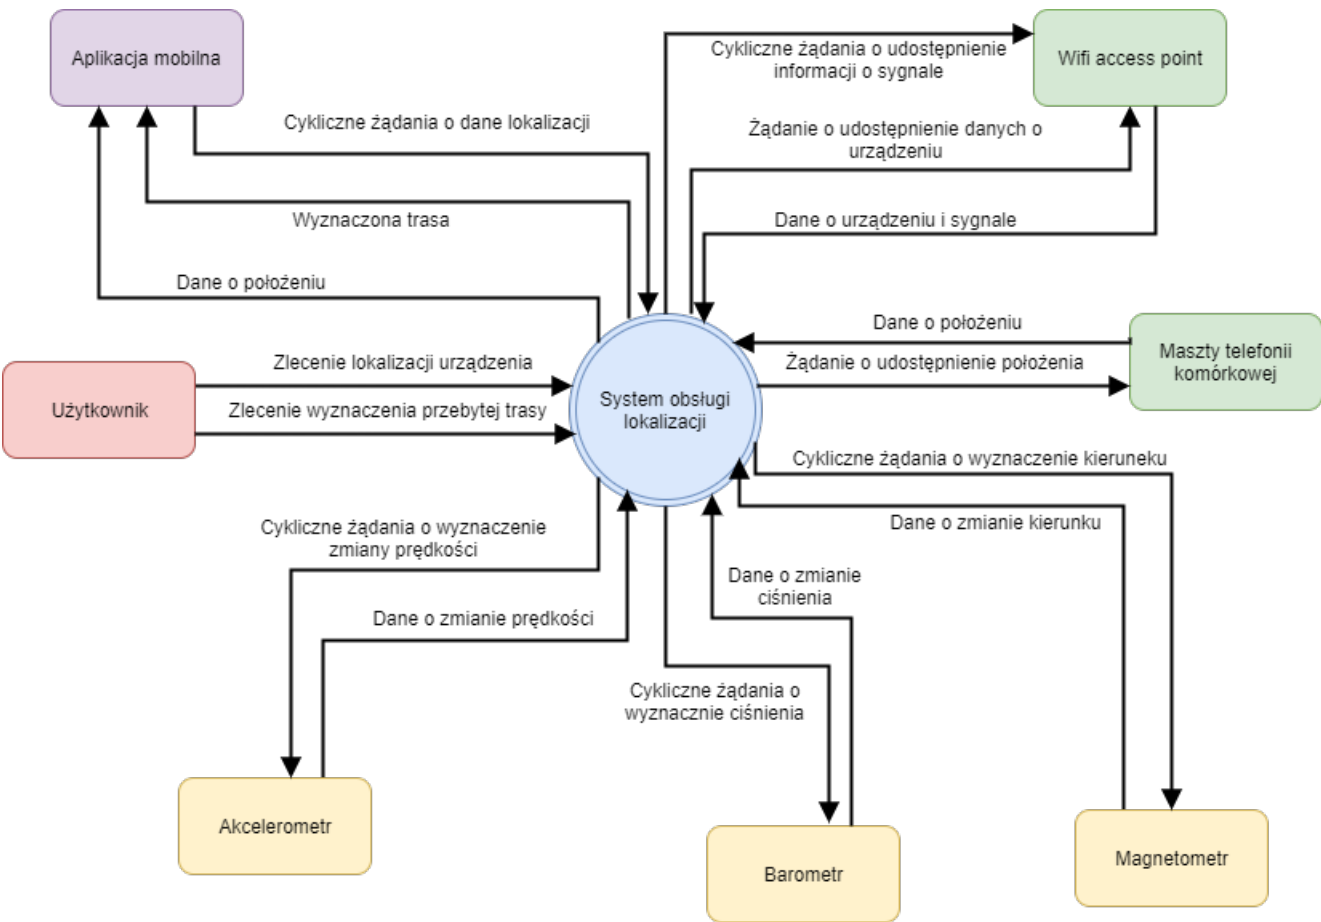 Aplikacja mobilna
Cykliczne żądania o udostępnienie
informacji o sygnale
Wifi access point
Cykliczne żądania o dane lokalizacji
Żądanie o udostępnienie danych o
urządzeniu
Wyznaczona trasa
Dane o urządzeniu i sygnale
Dane o położeniu
Dane o położeniu
Maszty telefonii
komórkowej
Zlecenie lokalizacji urządzenia
Żądanie o udostępnienie położenia
Użytkownik
Zlecenie wyznaczenia przebytej trasy
System obsługi
lokalizacji
Cykliczne żądania o wyznaczenie kieruneku
Dane o zmianie kierunku
Cykliczne żądania o wyznaczenie
zmiany prędkości
Dane o zmianie
ciśnienia
Dane o zmianie prędkości
Cykliczne żądania o
wyznacznie ciśnienia
Akcelerometr
Barometr
Magnetometr